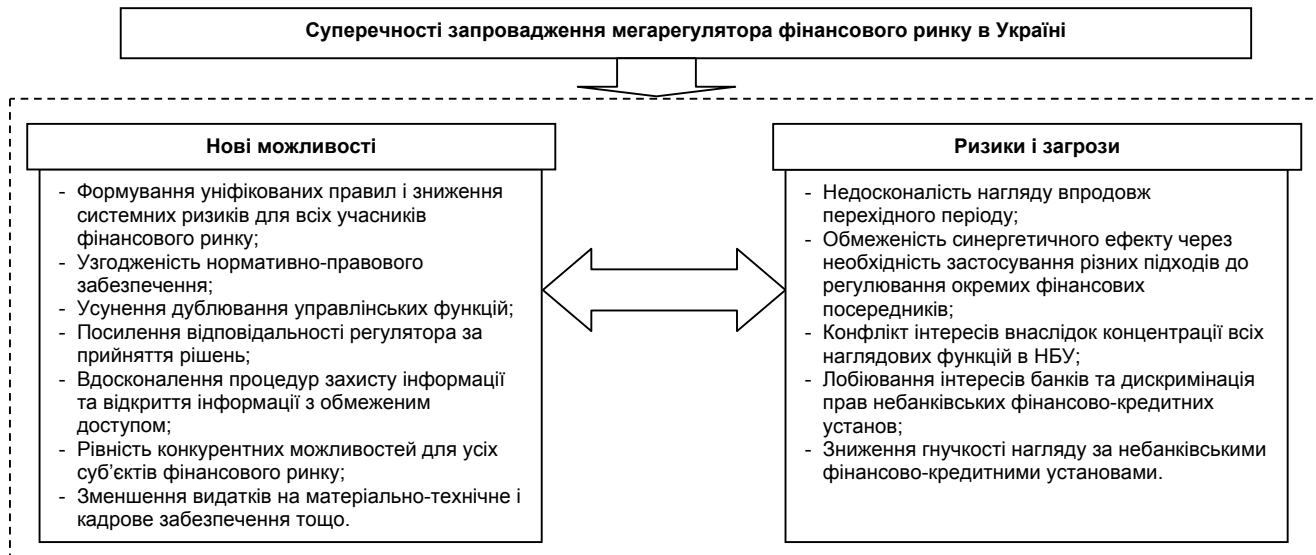 Суперечності запровадження мегарегулятора фінансового ринку в Україні
Нові можливості
- Формування уніфікованих правил і зниження
системних ризиків для всіх учасників
фінансового ринку;
- Узгодженість нормативно-правового
забезпечення;
- Усунення дублювання управлінських функцій;
- Посилення відповідальності регулятора за
прийняття рішень;
- Вдосконалення процедур захисту інформації
та відкриття інформації з обмеженим
доступом;
- Рівність конкурентних можливостей для усіх
суб’єктів фінансового ринку;
- Зменшення видатків на матеріально-технічне і
кадрове забезпечення тощо.
Ризики і загрози
- Недосконалість нагляду впродовж
перехідного періоду;
- Обмеженість синергетичного ефекту через
необхідність застосування різних підходів до
регулювання окремих фінансових
посередників;
- Конфлікт інтересів внаслідок концентрації всіх
наглядових функцій в НБУ;
- Лобіювання інтересів банків та дискримінація
прав небанківських фінансово-кредитних
установ;
- Зниження гнучкості нагляду за небанківськими
фінансово-кредитними установами.